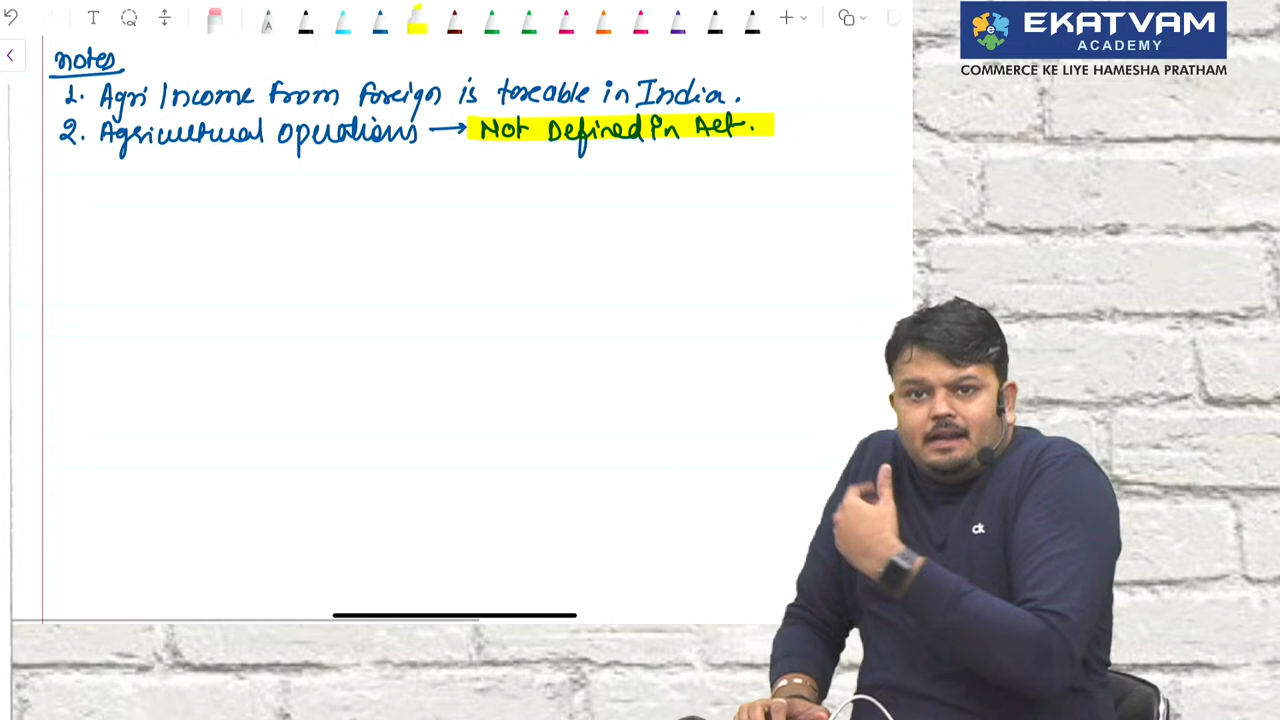 EKATVAM
ACADEMY
COMMERCE KE LIYE HAMESHA PRATHAM
notes
1. Agri Income from foreign is taxable in India.
2. Agricultural operations → Not Defined in Act.
T
A
e
ck